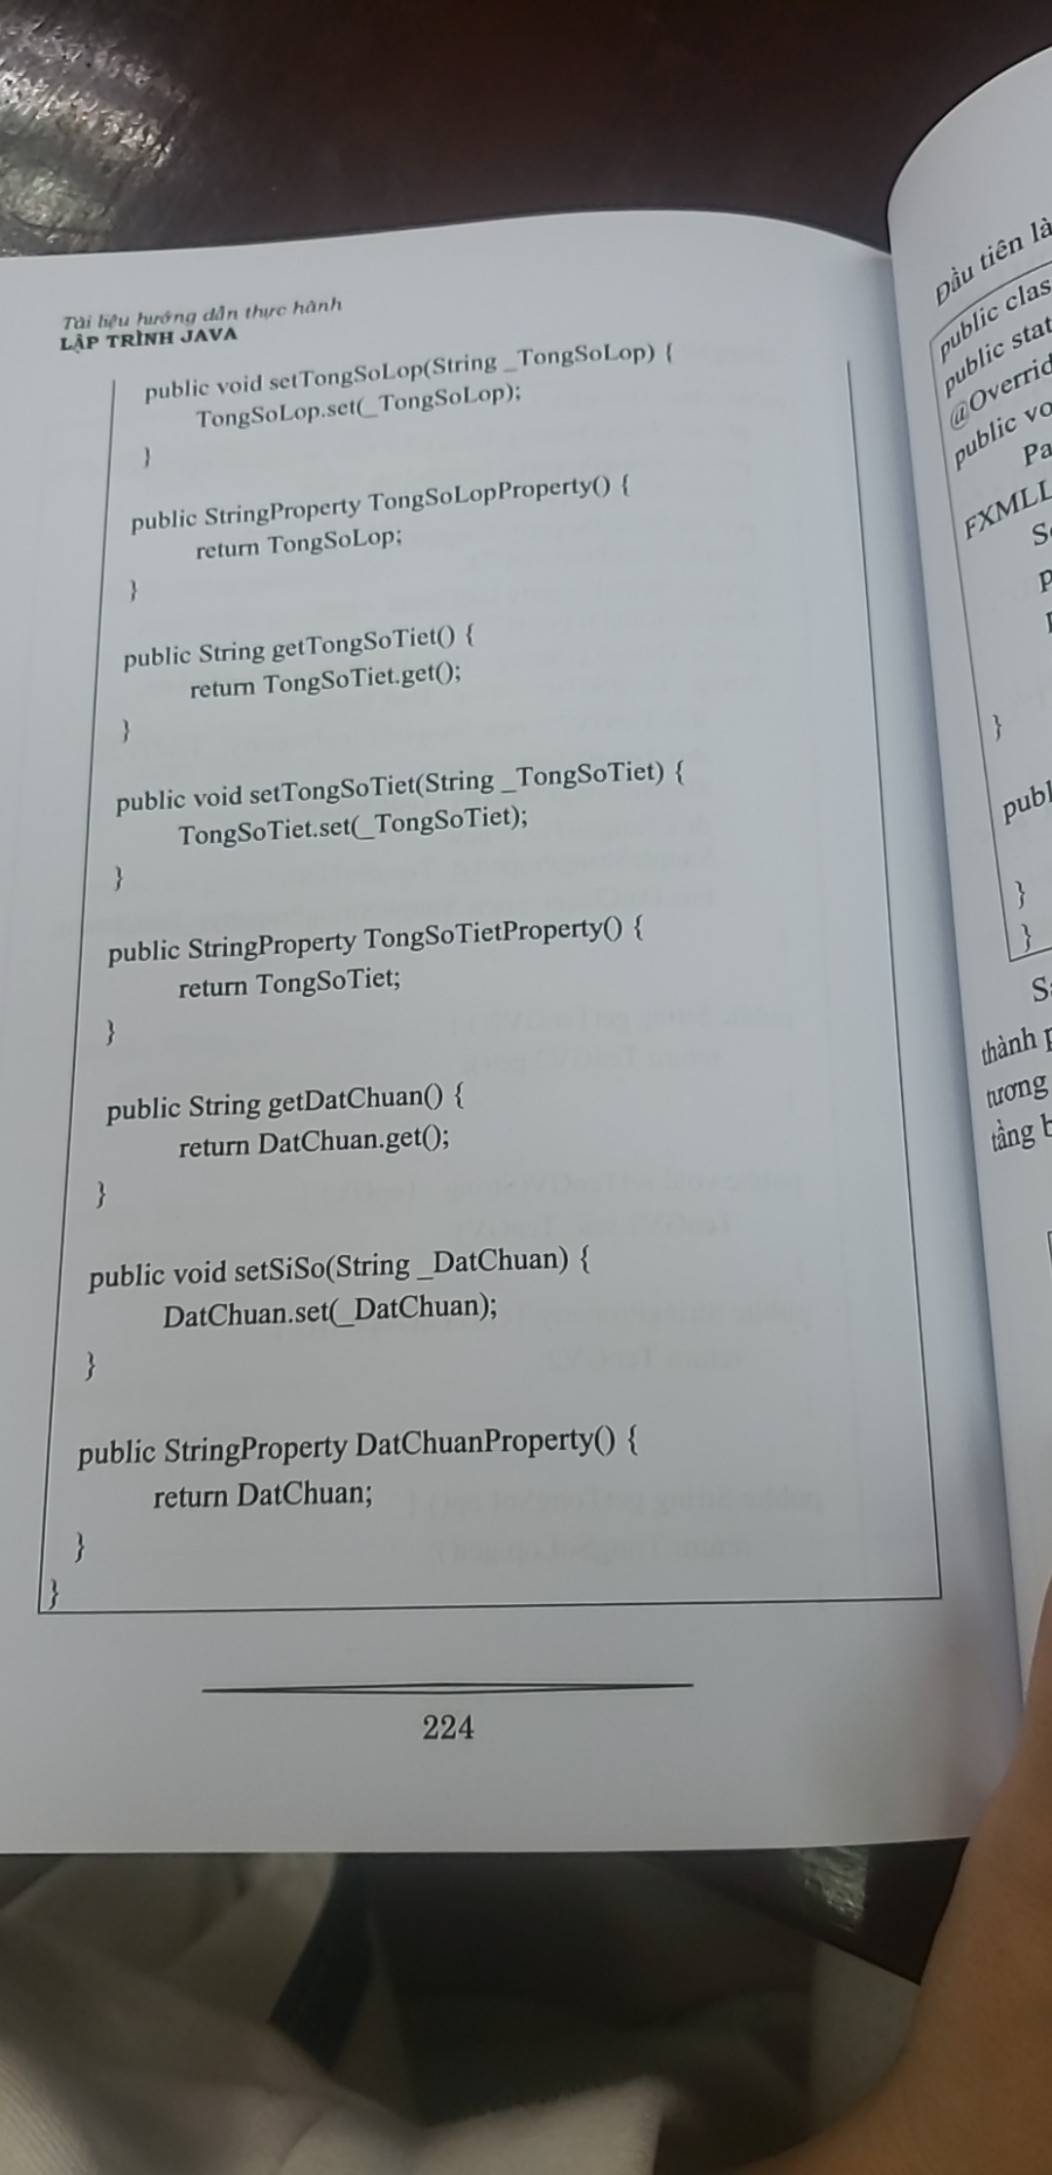 Tài liệu hướng dẫn thực hành
LẬP TRÌNH JAVA
public void setTongSoLop(String _TongSoLop) {
TongSoLop.set(_TongSoLop);
}
public StringProperty TongSoLopProperty() {
return TongSoLop;
}
public String getTongSoTiet() {
return TongSoTiet.get();
}
public void setTongSoTiet(String _TongSoTiet) {
TongSoTiet.set(_TongSoTiet);
}
public StringProperty TongSoTietProperty() {
return TongSoTiet;
}
public String getDatChuan() {
return DatChuan.get();
}
public void setSiSo(String _DatChuan) {
DatChuan.set(_DatChuan);
}
public StringProperty DatChuanProperty() {
return DatChuan;
}
}
224
Đầu tiên là
public clas
public stat
@Overrid
public vo
Pa
FXMLL
}
publ
}
}
thành
tương
tầng b